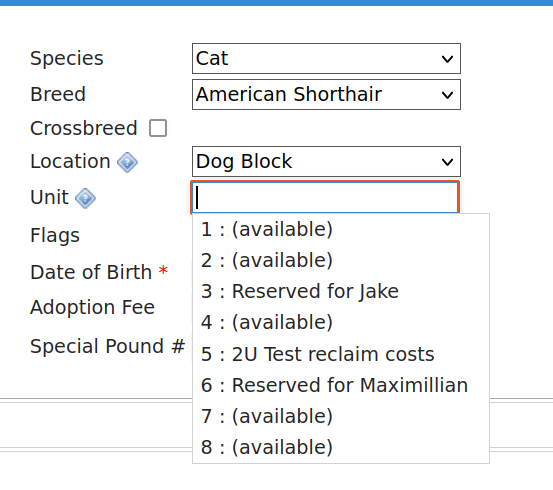 Species Cat
Breed American Shorthair
Crossbreed
Location ? Dog Block
Unit ?
1 : (available)
Flags
2 : (available)
Date of Birth *
3 : Reserved for Jake
Adoption Fee
4 : (available)
Special Pound #
5 : 2U Test reclaim costs
6 : Reserved for Maximillian
7 : (available)
8 : (available)